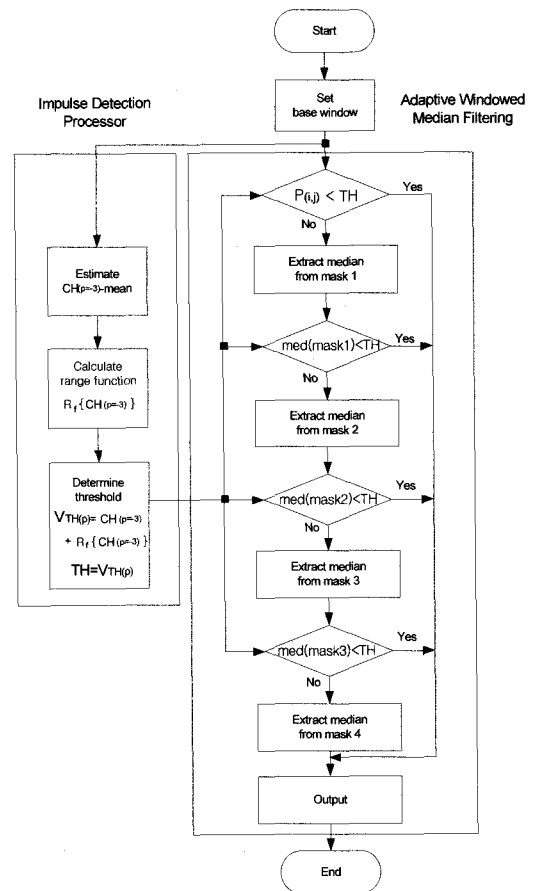 Start
Set
base window
Impulse Detection
Processor
Adaptive Windowed
Median Filtering
P(i,j) < TH
Yes
No
Extract median
from mask 1
Estimate
CH(p=-3)-mean
med(mask1)<TH
Yes
No
Calculate
range function
Rf{CH(p=-3)}
Extract median
from mask 2
Determine
threshold
VTH(p)= CH(p=-3)
+ Rf{CH(p=-3)}
TH=VTH(p)
med(mask2)<TH
Yes
No
Extract median
from mask 3
med(mask3)<TH
Yes
No
Extract median
from mask 4
Output
End